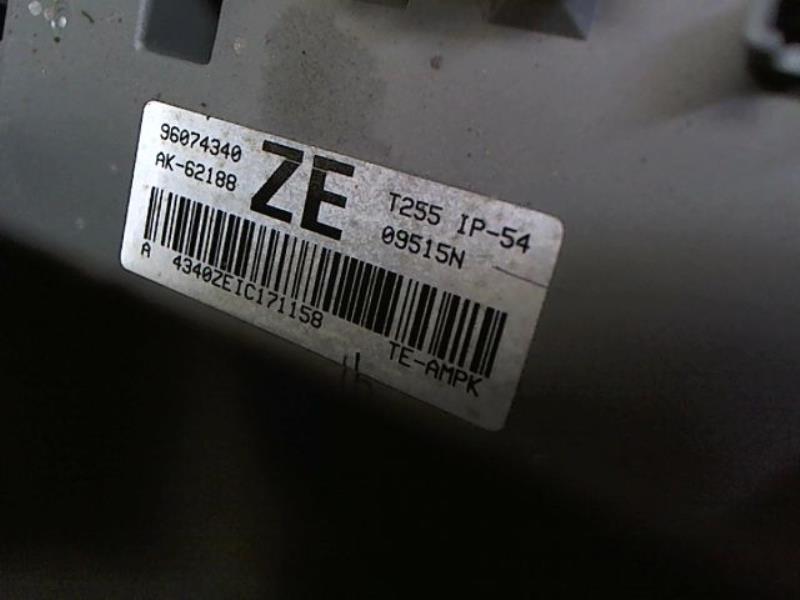 96074340
AK-62188
ZE
T255 IP-54
09515N
A 4340ZEIC171158
TE-AMPK